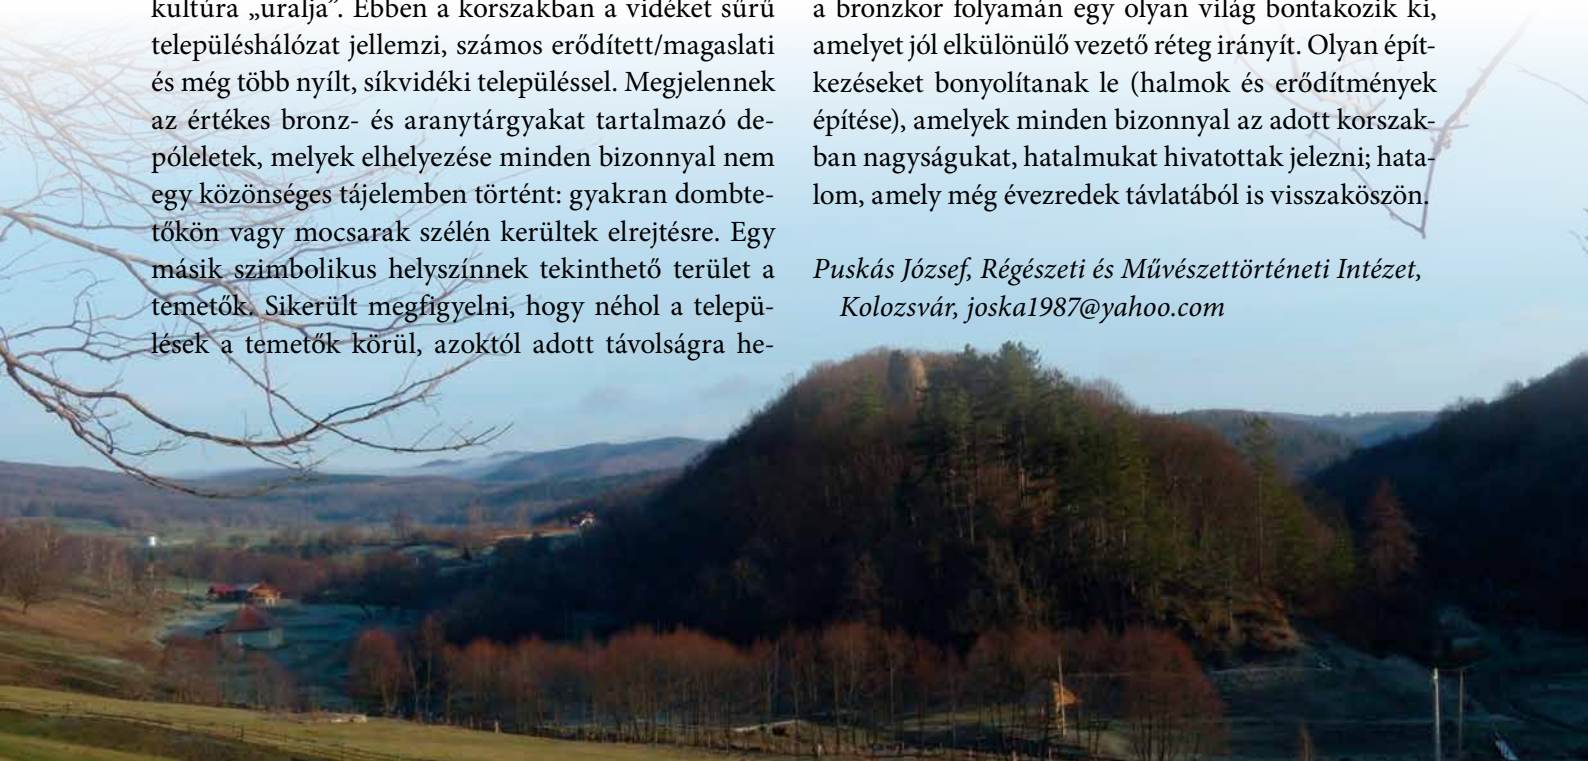 kultúra „uralja”. Ebben a korszakban a vidéket sűrű
településhálózat jellemzi, számos erődített/magaslati
és még több nyílt, síkvidéki településsel. Megjelennek
az értékes bronz- és aranytárgyakat tartalmazó de-
póleletek, melyek elhelyezése minden bizonnyal nem
egy közönséges tájelemben történt: gyakran dombte-
tőkön vagy mocsarak szélén kerültek elrejtésre. Egy
másik szimbolikus helyszínnek tekinthető terület a
temetők. Sikerült megfigyelni, hogy néhol a telepü-
lések a temetők körül, azoktól adott távolságra he-
a bronzkor folyamán egy olyan világ bontakozik ki,
amelyet jól elkülönülő vezető réteg irányít. Olyan épít-
kezéseket bonyolítanak le (halmok és erődítmények
építése), amelyek minden bizonnyal az adott korszak-
ban nagyságukat, hatalmukat hivatottak jelezni; hata-
lom, amely még évezredek távlatából is visszaköszön.
Puskás József, Régészeti és Művészettörténeti Intézet,
Kolozsvár, joska1987@yahoo.com